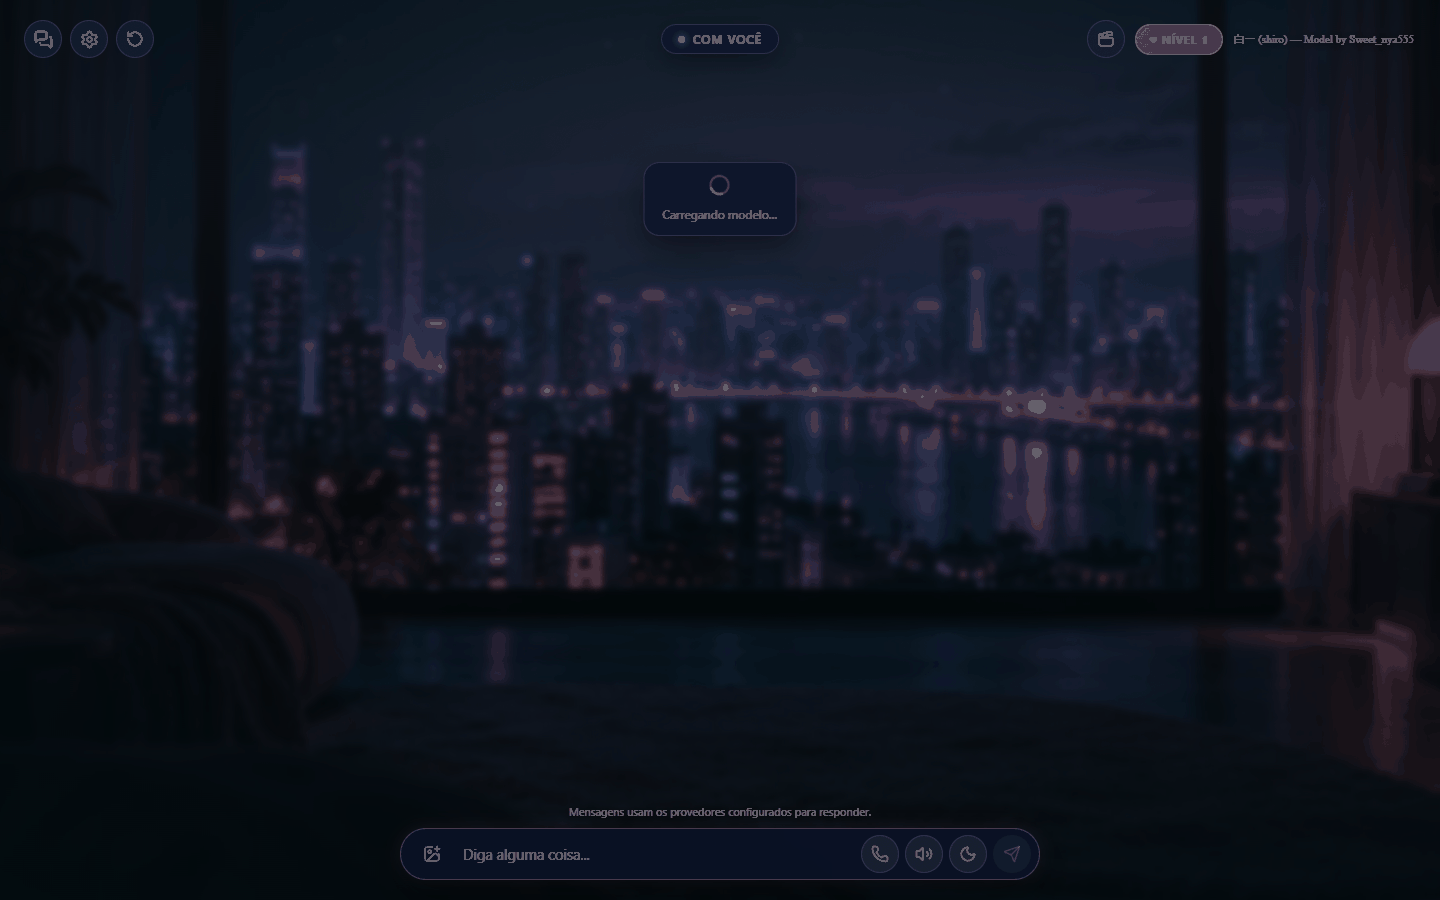 COM VOCÊ
NÍVEL 1
白一 (shiro) — Model by Sweet_nya555
Carregando modelo...
Mensagens usam os provedores configurados para responder.
Diga alguma coisa...